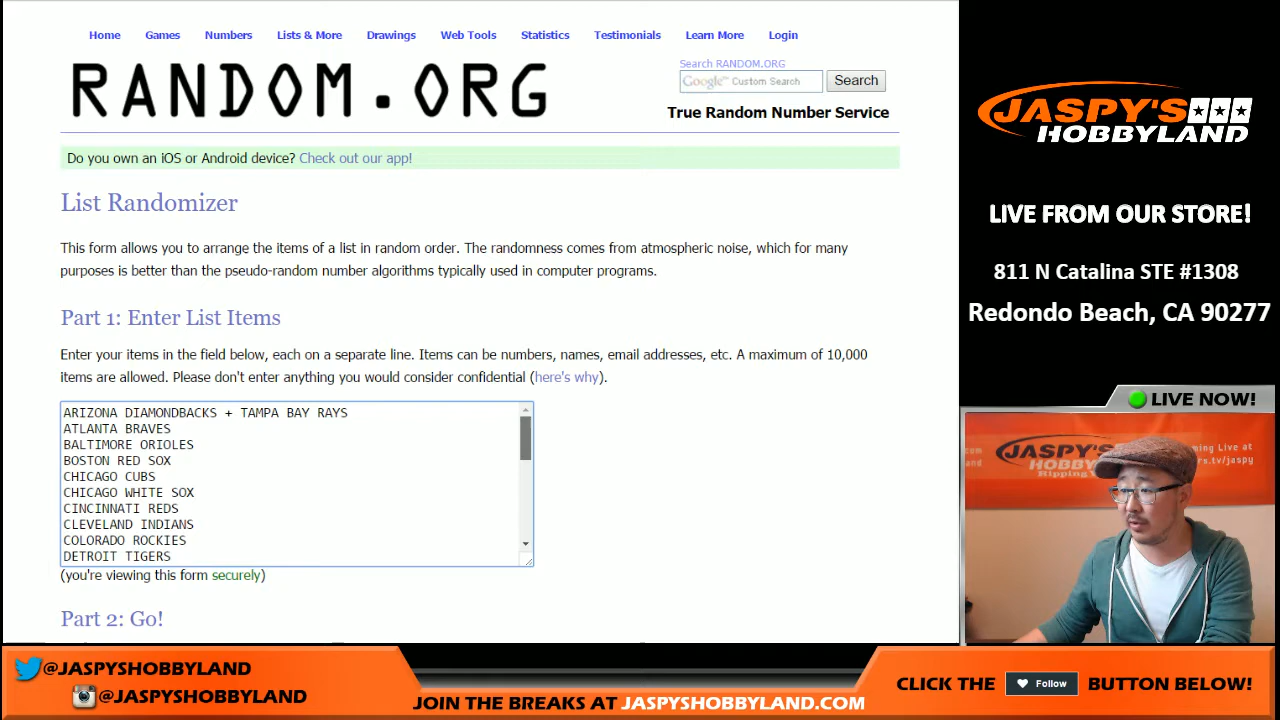 Home Games Numbers Lists & More Drawings Web Tools Statistics Testimonials Learn More Login
RANDOM.ORG
Search RANDOM.ORG
Google™ Custom Search Search
True Random Number Service
Do you own an iOS or Android device? Check out our app!
List Randomizer
This form allows you to arrange the items of a list in random order. The randomness comes from atmospheric noise, which for many
purposes is better than the pseudo-random number algorithms typically used in computer programs.
Part 1: Enter List Items
Enter your items in the field below, each on a separate line. Items can be numbers, names, email addresses, etc. A maximum of 10,000
items are allowed. Please don't enter anything you would consider confidential (here's why).
ARIZONA DIAMONDBACKS + TAMPA BAY RAYS
ATLANTA BRAVES
BALTIMORE ORIOLES
BOSTON RED SOX
CHICAGO CUBS
CHICAGO WHITE SOX
CINCINNATI REDS
CLEVELAND INDIANS
COLORADO ROCKIES
DETROIT TIGERS
(you're viewing this form securely)
Part 2: Go!
JASPY'S
HOBBYLAND
LIVE FROM OUR STORE!
811 N Catalina STE #1308
Redondo Beach, CA 90277
LIVE NOW!
JASPY'S
@JASPYSHOBBYLAND
@JASPYSHOBBYLAND
JOIN THE BREAKS AT JASPYSHOBBYLAND.COM
CLICK THE Follow BUTTON BELOW!